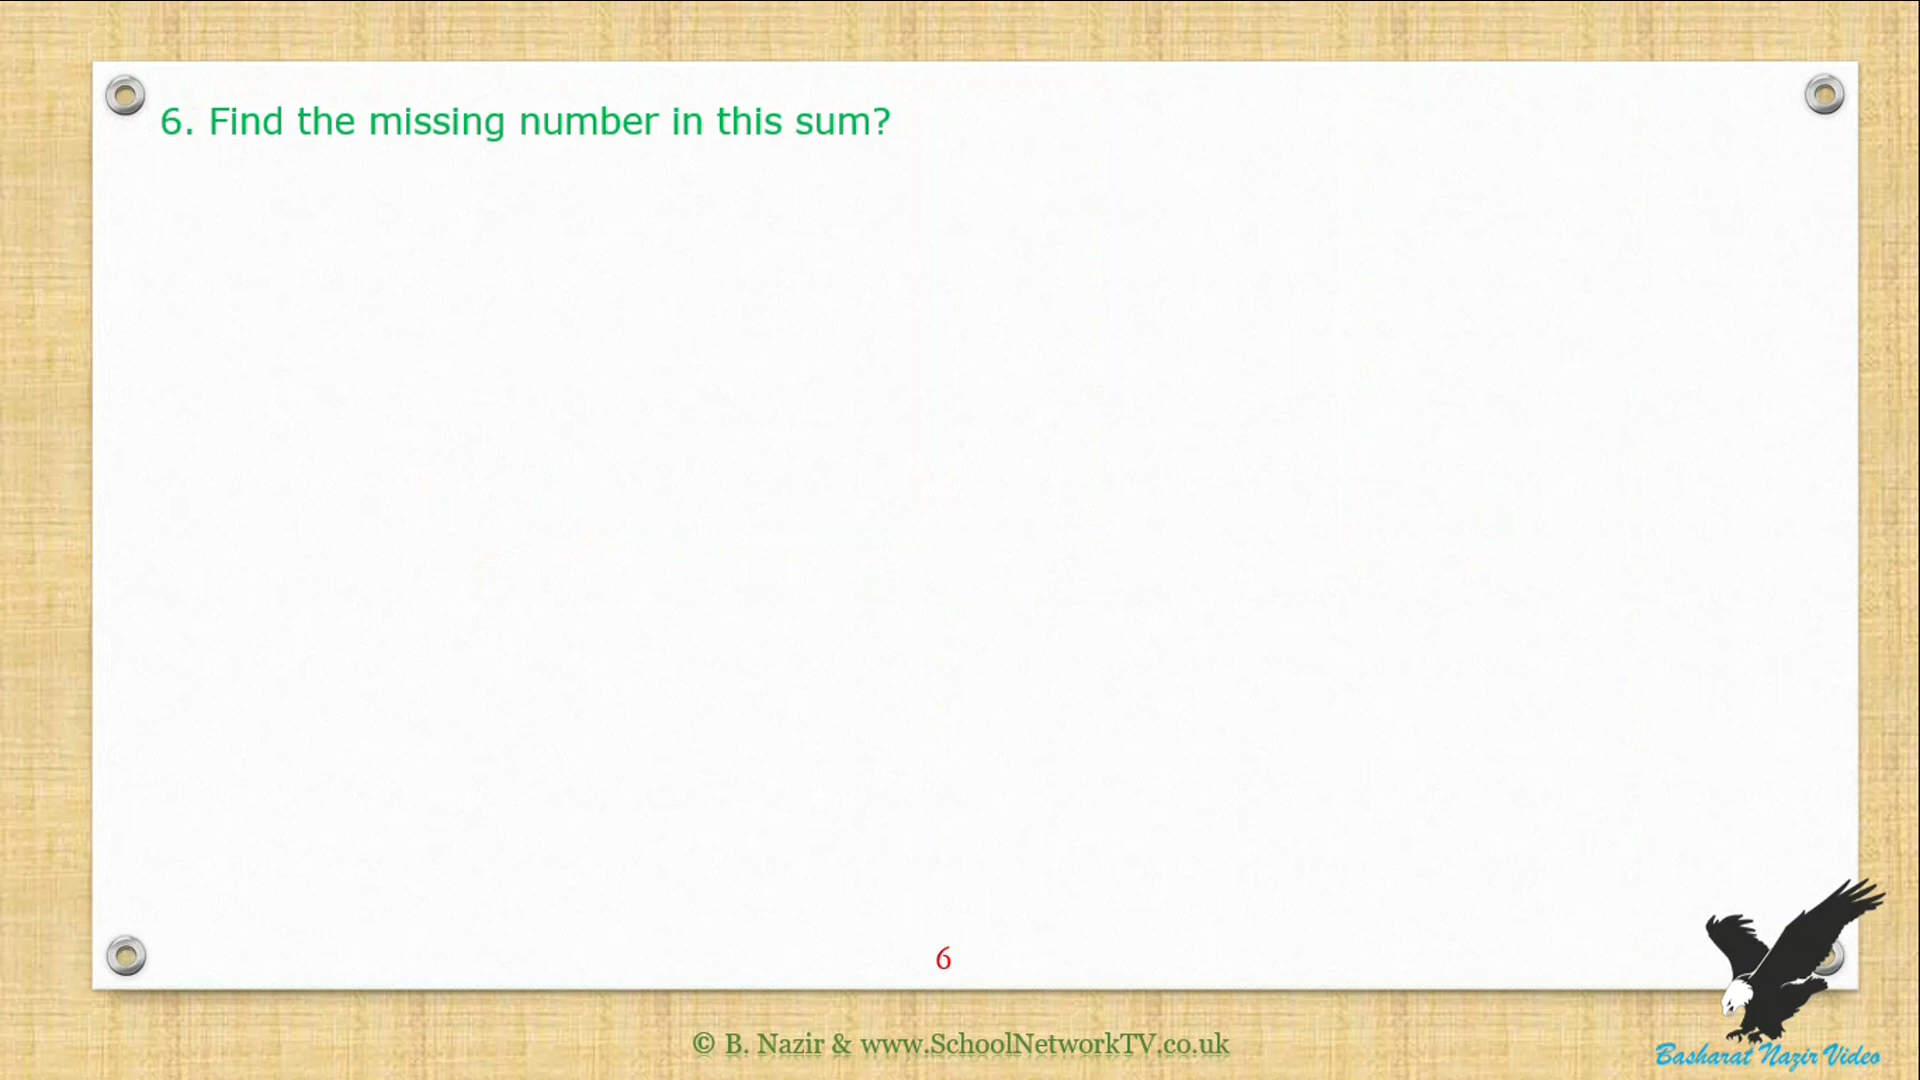 6. Find the missing number in this sum?
6
© B. Nazir & www.SchoolNetworkTV.co.uk
Basharat Nazir Video